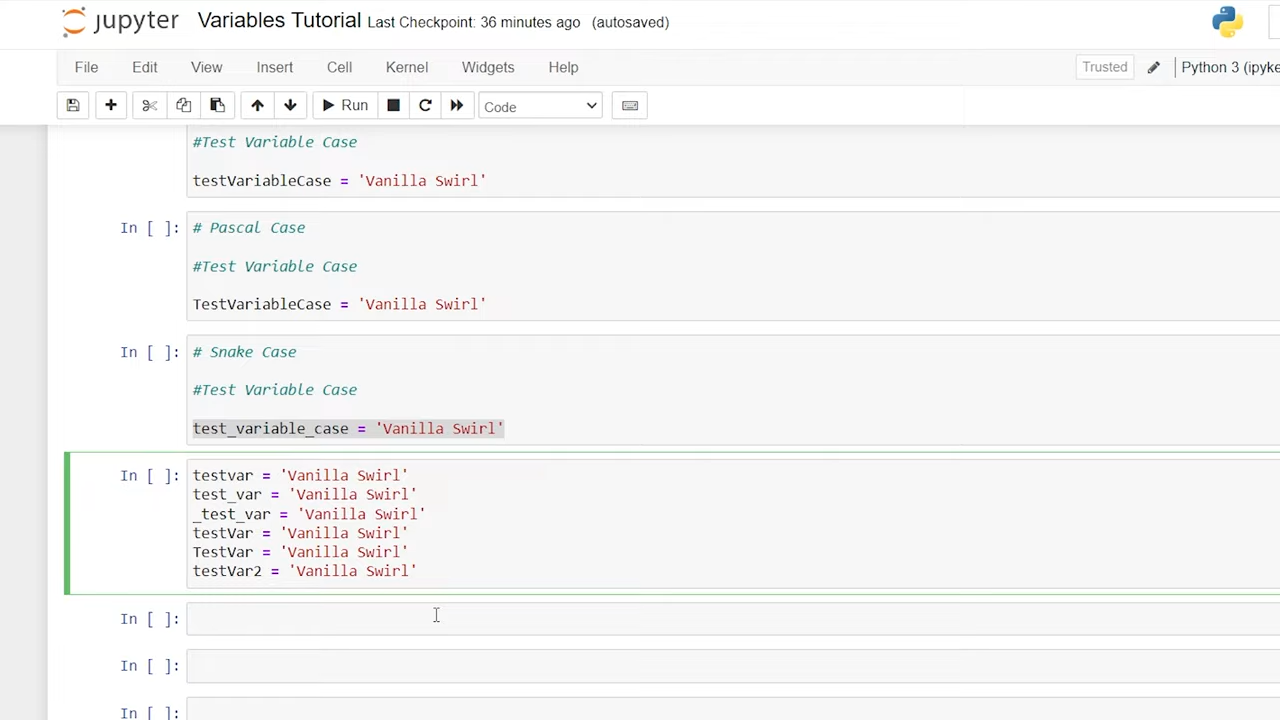 jupyter Variables Tutorial Last Checkpoint: 36 minutes ago (autosaved)
File Edit View Insert Cell Kernel Widgets Help Trusted Python 3 (ipyke
Run Code
#Test Variable Case
testVariableCase = 'Vanilla Swirl'
In [ ]: # Pascal Case
#Test Variable Case
TestVariableCase = 'Vanilla Swirl'
In [ ]: # Snake Case
#Test Variable Case
test_variable_case = 'Vanilla Swirl'
In [ ]: testvar = 'Vanilla Swirl'
test_var = 'Vanilla Swirl'
_test_var = 'Vanilla Swirl'
testVar = 'Vanilla Swirl'
TestVar = 'Vanilla Swirl'
testVar2 = 'Vanilla Swirl'
In [ ]:
In [ ]:
In [ ]: